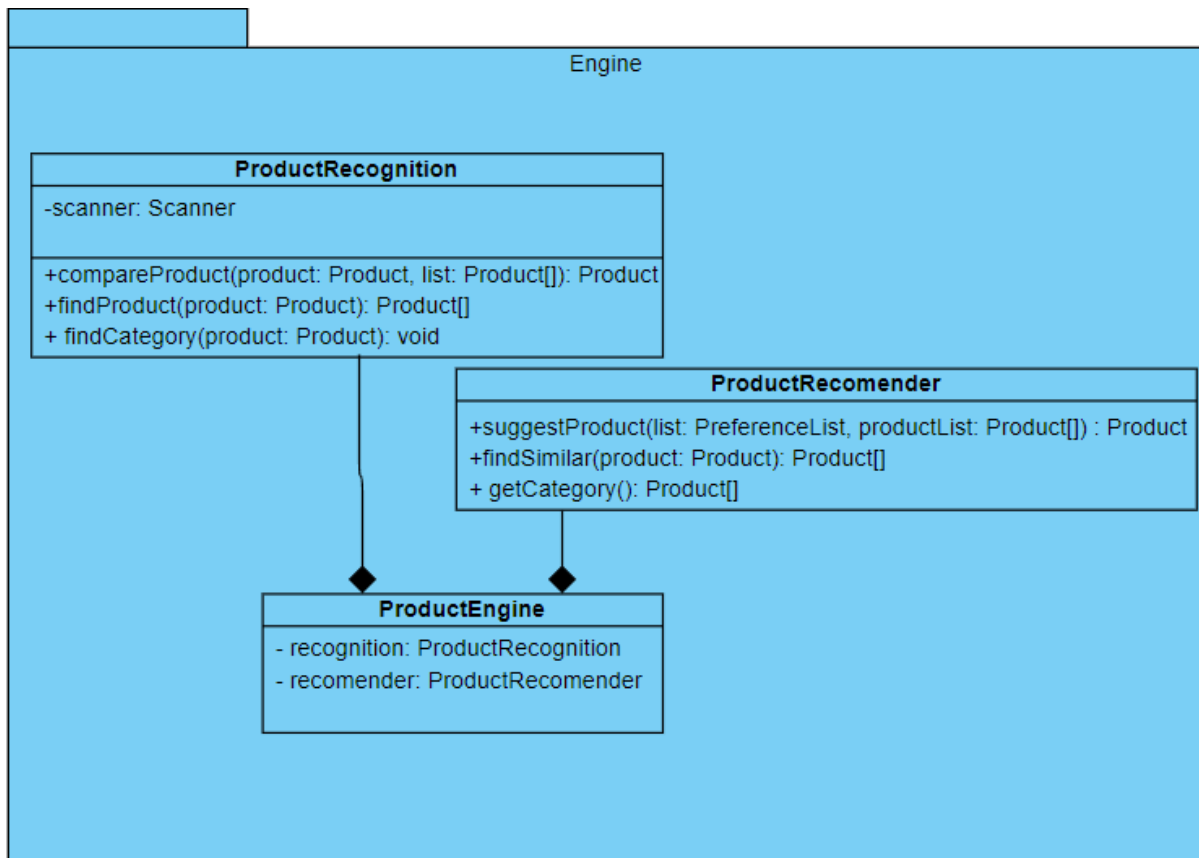 Engine
ProductRecognition
-scanner: Scanner
+compareProduct(product: Product, list: Product[]): Product
+findProduct(product: Product): Product[]
+ findCategory(product: Product): void
ProductRecomender
+suggestProduct(list: PreferenceList, productList: Product[]) : Product
+findSimilar(product: Product): Product[]
+ getCategory(): Product[]
ProductEngine
- recognition: ProductRecognition
- recomender: ProductRecomender